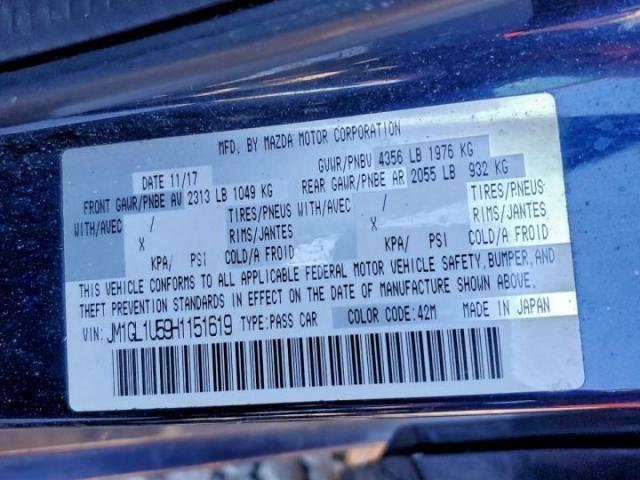 MFD. BY MAZDA MOTOR CORPORATION
DATE 11/17 GVWR/PNBV 4356 LB 1976 KG
FRONT GAWR/PNBE AV 2313 LB 1049 KG REAR GAWR/PNBE AR 2055 LB 932 KG
WITH/AVEC / TIRES/PNEUS WITH/AVEC / TIRES/PNEUS
X RIMS/JANTES X RIMS/JANTES
KPA/ PSI COLD/A FROID KPA/ PSI COLD/A FROID
THIS VEHICLE CONFORMS TO ALL APPLICABLE FEDERAL MOTOR VEHICLE SAFETY, BUMPER, AND
THEFT PREVENTION STANDARDS IN EFFECT ON THE DATE OF MANUFACTURE SHOWN ABOVE.
VIN: JM1GL1U59H1151619 TYPE:PASS CAR COLOR CODE:42M MADE IN JAPAN